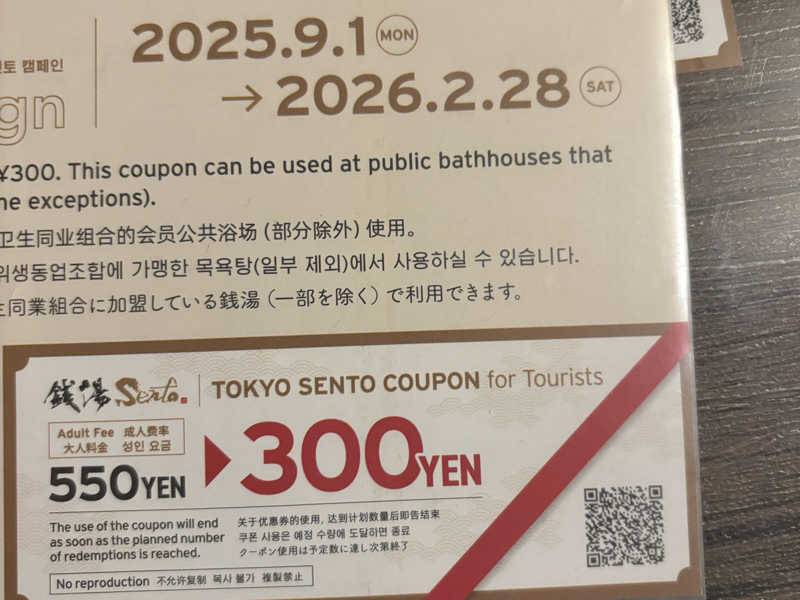 2025.9.1 MON
토 캠페인
→ 2026.2.28 SAT
gn
¥300. This coupon can be used at public bathhouses that
exceptions).
卫生同业组合的会员公共浴场(部分除外)使用。
위생동업조합에 가맹한 목욕탕(일부 제외)에서 사용하실 수 있습니다.
生同業組合に加盟している銭湯(一部を除く)で利用できます。
銭湯 Sento. TOKYO SENTO COUPON for Tourists
Adult Fee 成人费率
大人料金 성인 요금
550YEN
300YEN
The use of the coupon will end
as soon as the planned number
of redemptions is reached.
关于优惠券的使用,达到计划数量后即告结束
쿠폰 사용은 예정 수량에 도달하면 종료
クーポン使用は予定数に達し次第終了
No reproduction 不允许复制 복사 불가 複製禁止